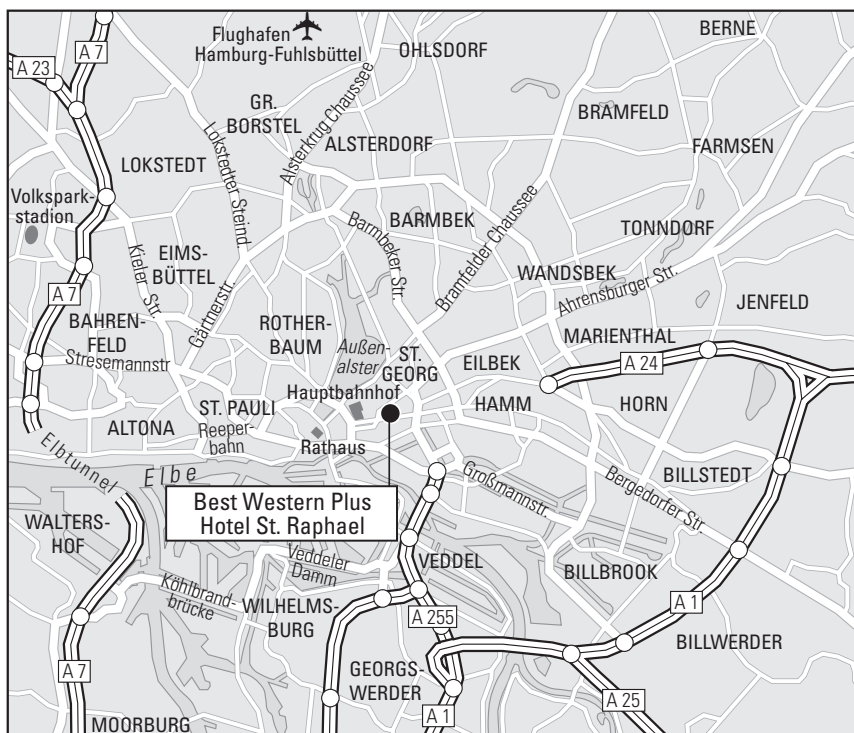 BERNE
A 7
Flughafen
Hamburg-Fuhlsbüttel
OHLSDORF
A 23
GR.
BORSTEL
Alsterkrug Chaussee
BRAMFELD
Lokstedter Steind.
ALSTERDORF
FARMSEN
LOKSTEDT
Volkspark-
stadion
Kieler Str.
EIMS-
BÜTTEL
Barmbeker Str.
BARMBEK
Bramfelder Chaussee
TONNDORF
WANDSBEK
Ahrensburger Str.
A 7
Gärtnerstr.
JENFELD
BAHREN-
FELD
ROTHER-
BAUM
Außen-
alster
ST.
GEORG
MARIENTHAL
Stresemannstr
EILBEK
A 24
Hauptbahnhof
ST. PAULI
HAMM
HORN
ALTONA
Reeper-
bahn
Rathaus
Elbtunnel
Elbe
Großmannstr.
Bergedorfer Str.
BILLSTEDT
Best Western Plus
Hotel St. Raphael
WALTERS-
HOF
Veddeler
Damm
VEDDEL
BILLBROOK
Köhlbrand-
brücke
WILHELMS-
BURG
A 255
A 1
BILLWERDER
A 7
GEORGS-
WERDER
A 25
A 1
MOORBURG